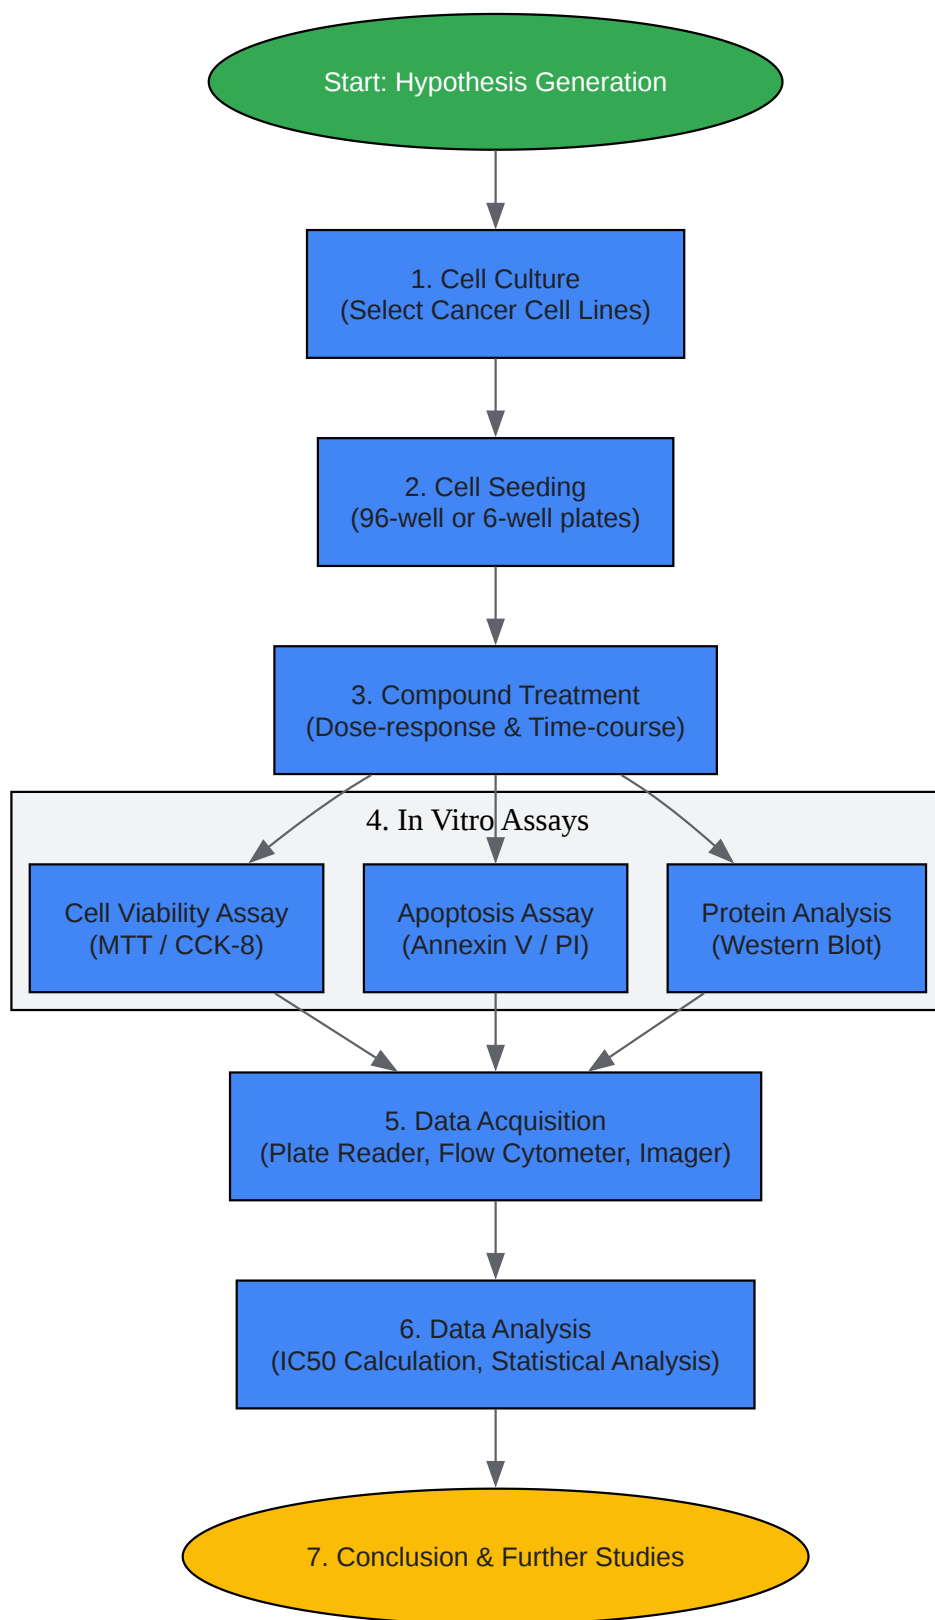 Start: Hypothesis Generation
1. Cell Culture
(Select Cancer Cell Lines)
2. Cell Seeding
(96-well or 6-well plates)
3. Compound Treatment
(Dose-response & Time-course)
4. In Vitro Assays
Cell Viability Assay
(MTT / CCK-8)
Apoptosis Assay
(Annexin V / PI)
Protein Analysis
(Western Blot)
5. Data Acquisition
(Plate Reader, Flow Cytometer, Imager)
6. Data Analysis
(IC50 Calculation, Statistical Analysis)
7. Conclusion & Further Studies